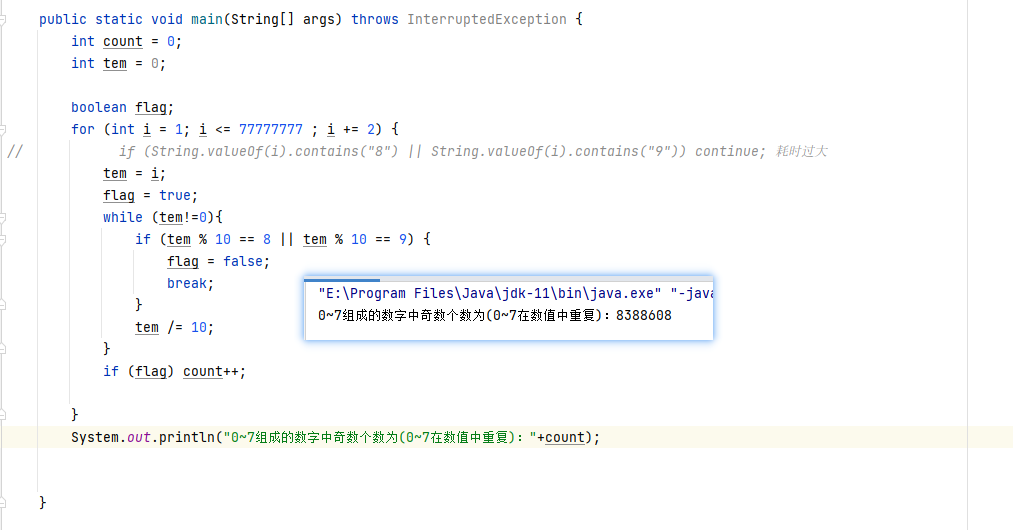 public static void main(String[] args) throws InterruptedException {
int count = 0;
int tem = 0;
boolean flag;
for (int i = 1; i <= 77777777 ; i += 2) {
// if (String.valueOf(i).contains("8") || String.valueOf(i).contains("9")) continue; 耗时过大
tem = i;
flag = true;
while (tem!=0){
if (tem % 10 == 8 || tem % 10 == 9) {
flag = false;
break;
}
tem /= 10;
}
if (flag) count++;
}
System.out.println("0~7组成的数字中奇数个数为(0~7在数值中重复): "+count);
}
"E:\Program Files\Java\jdk-11\bin\java.exe" "-java
0~7组成的数字中奇数个数为(0~7在数值中重复): 8388608